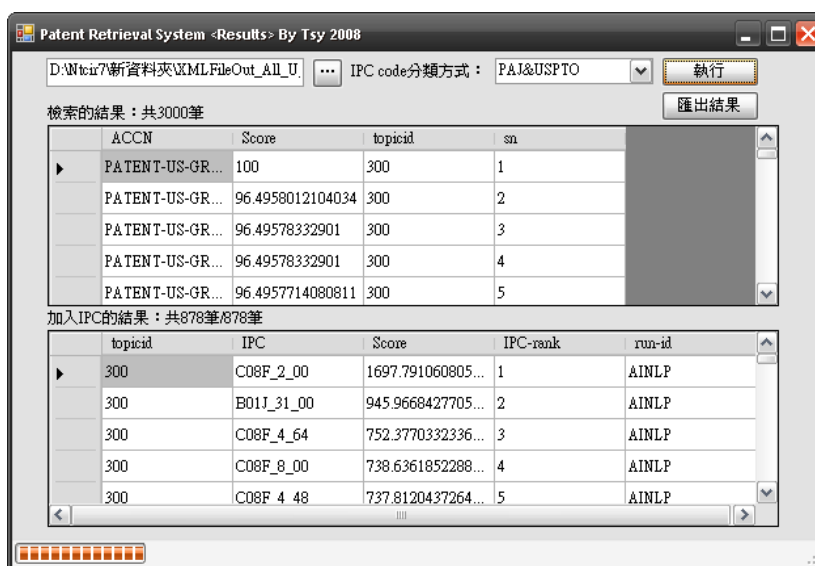 Patent Retrieval System <Results> By Tsy 2008
D:\Ntcir7\新資料夾\XMLFileOut_All_U. ... IPC code分類方式： PAJ&USPTO 執行
檢索的結果：共3000筆 匯出結果
ACCN Score topicid sn
PATENT-US-GR... 100 300 1
PATENT-US-GR... 96.4958012104034 300 2
PATENT-US-GR... 96.49578332901 300 3
PATENT-US-GR... 96.49578332901 300 4
PATENT-US-GR... 96.4957714080811 300 5
加入IPC的結果：共878筆/878筆
topicid IPC Score IPC-rank run-id
300 C08F_2_00 1697.791060805... 1 AINLP
300 B01J_31_00 945.9668427705... 2 AINLP
300 C08F_4_64 752.3770332336... 3 AINLP
300 C08F_8_00 738.6361852288... 4 AINLP
300 C08F_4_48 737.8120437264... 5 AINLP